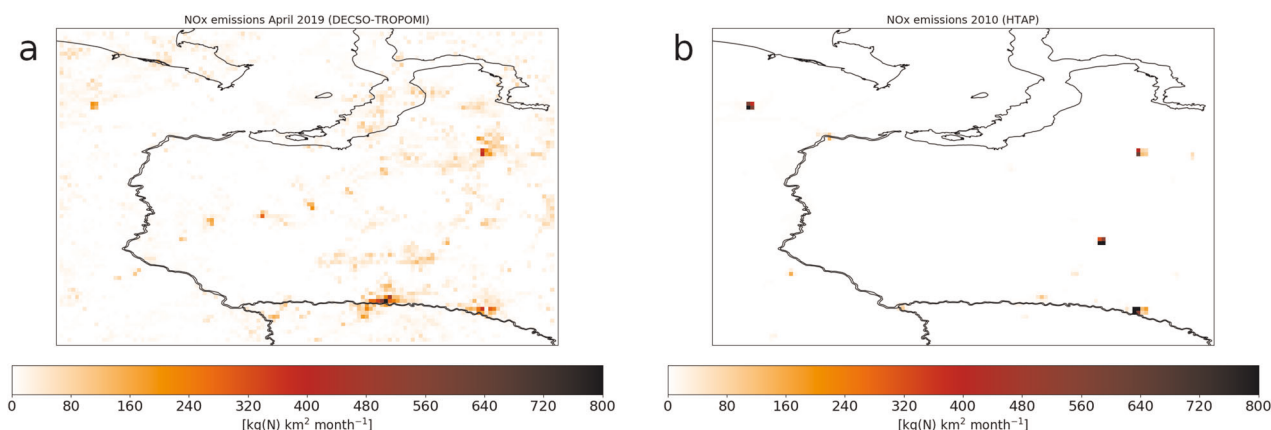 a
NOx emissions April 2019 (DECSO-TROPOMI)
0 80 160 240 320 400 480 560 640 720 800
[kg(N) km² month⁻¹]
b
NOx emissions 2010 (HTAP)
0 80 160 240 320 400 480 560 640 720 800
[kg(N) km² month⁻¹]